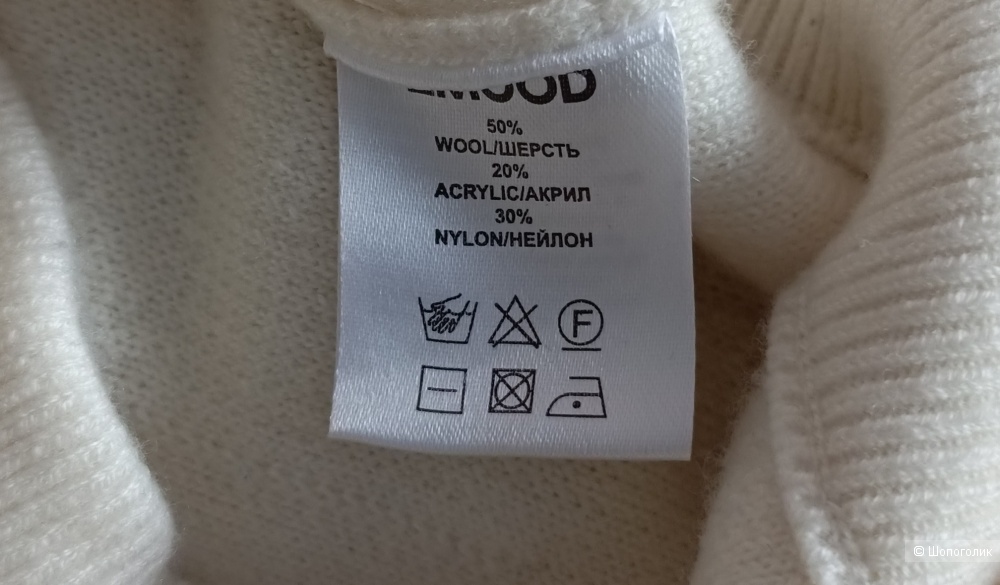 50%
WOOL/ШЕРСТЬ
20%
ACRYLIC/АКРИЛ
30%
NYLON/НЕЙЛОН
F
© Шопоголик